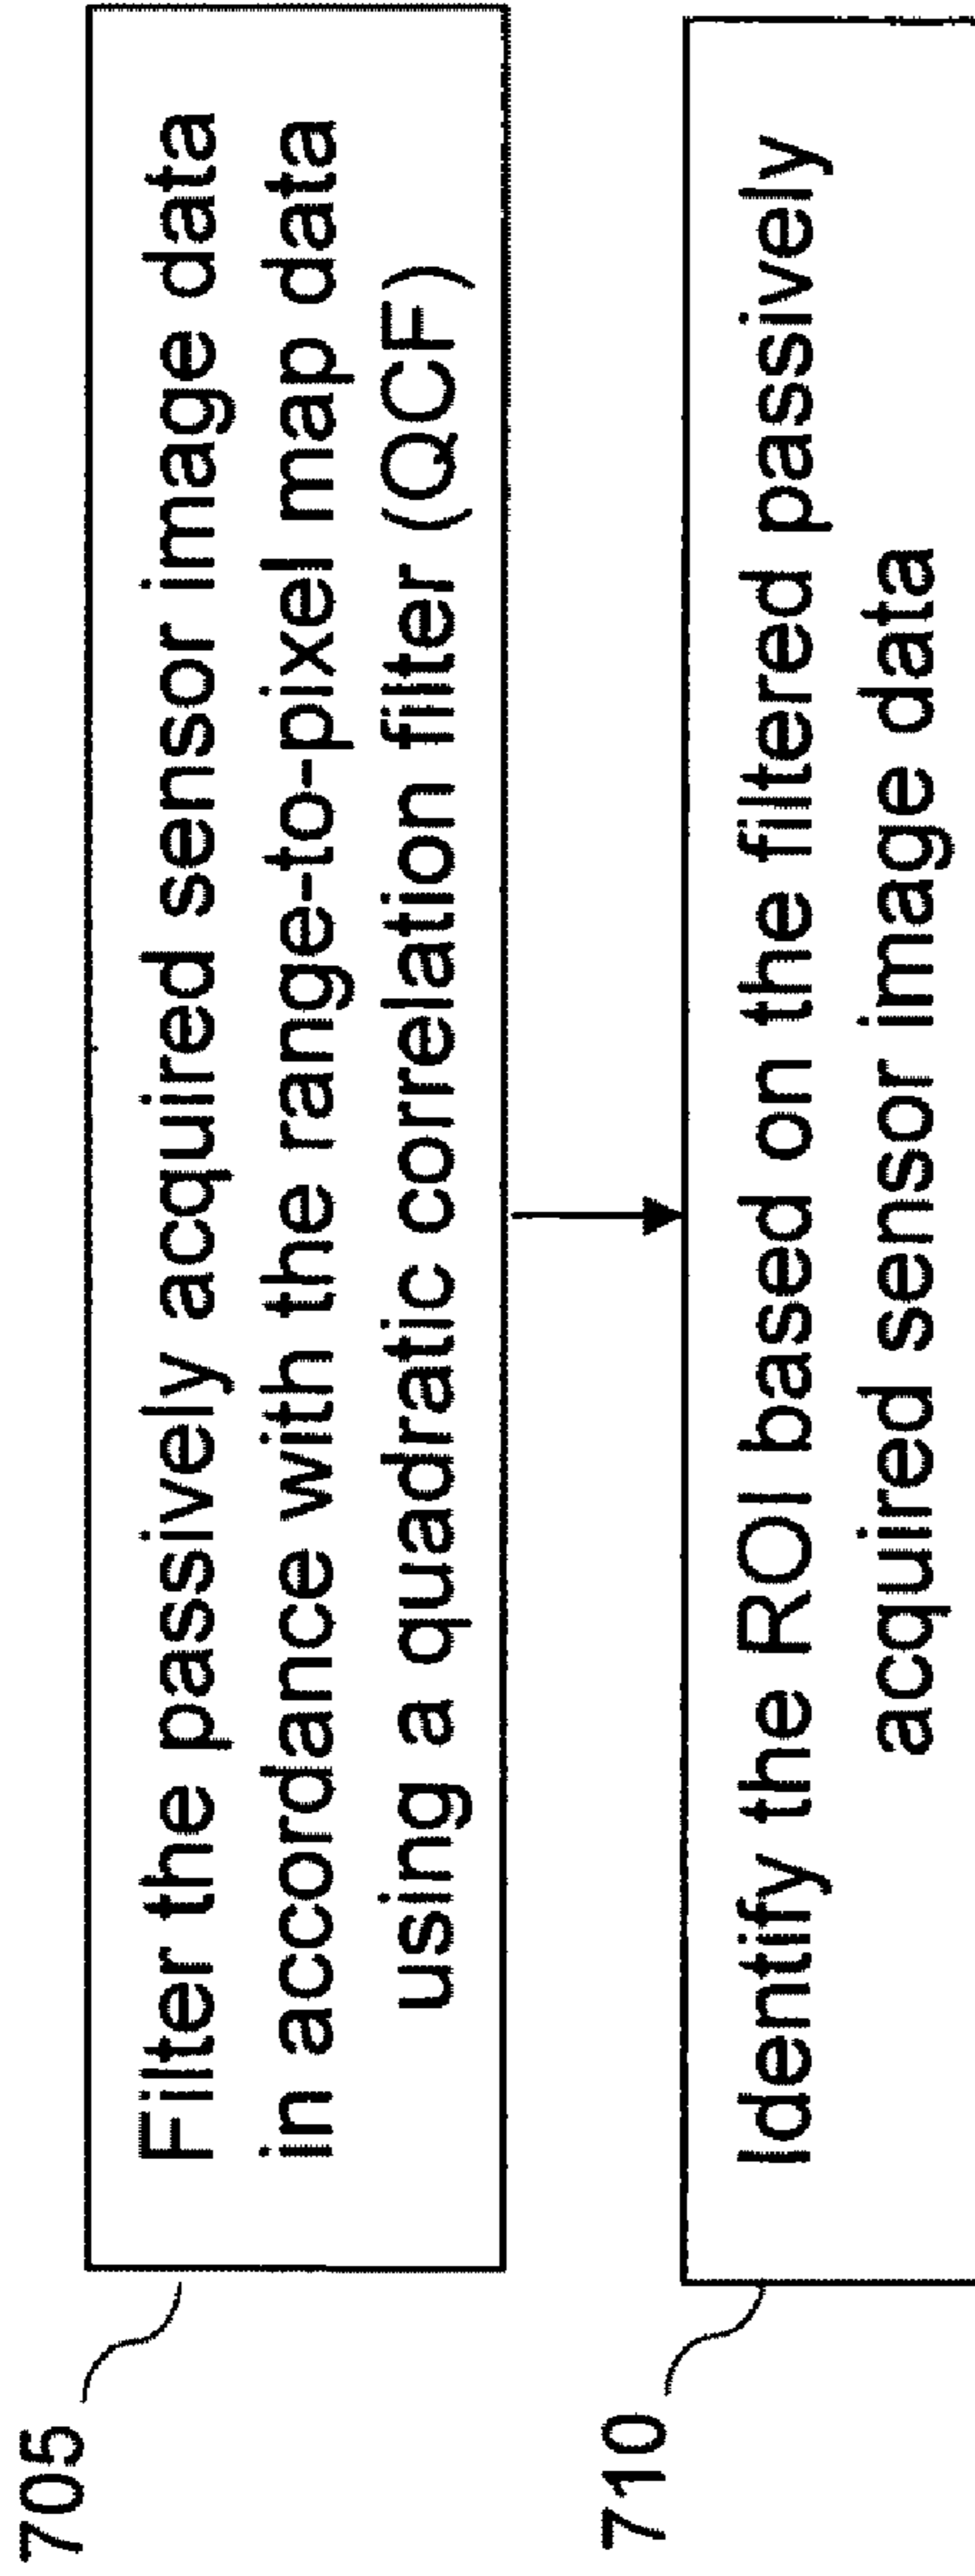 705
Filter the passively acquired sensor image data
in accordance with the range-to-pixel map data
using a quadratic correlation filter (QCF)
710
Identify the ROI based on the filtered passively
acquired sensor image data